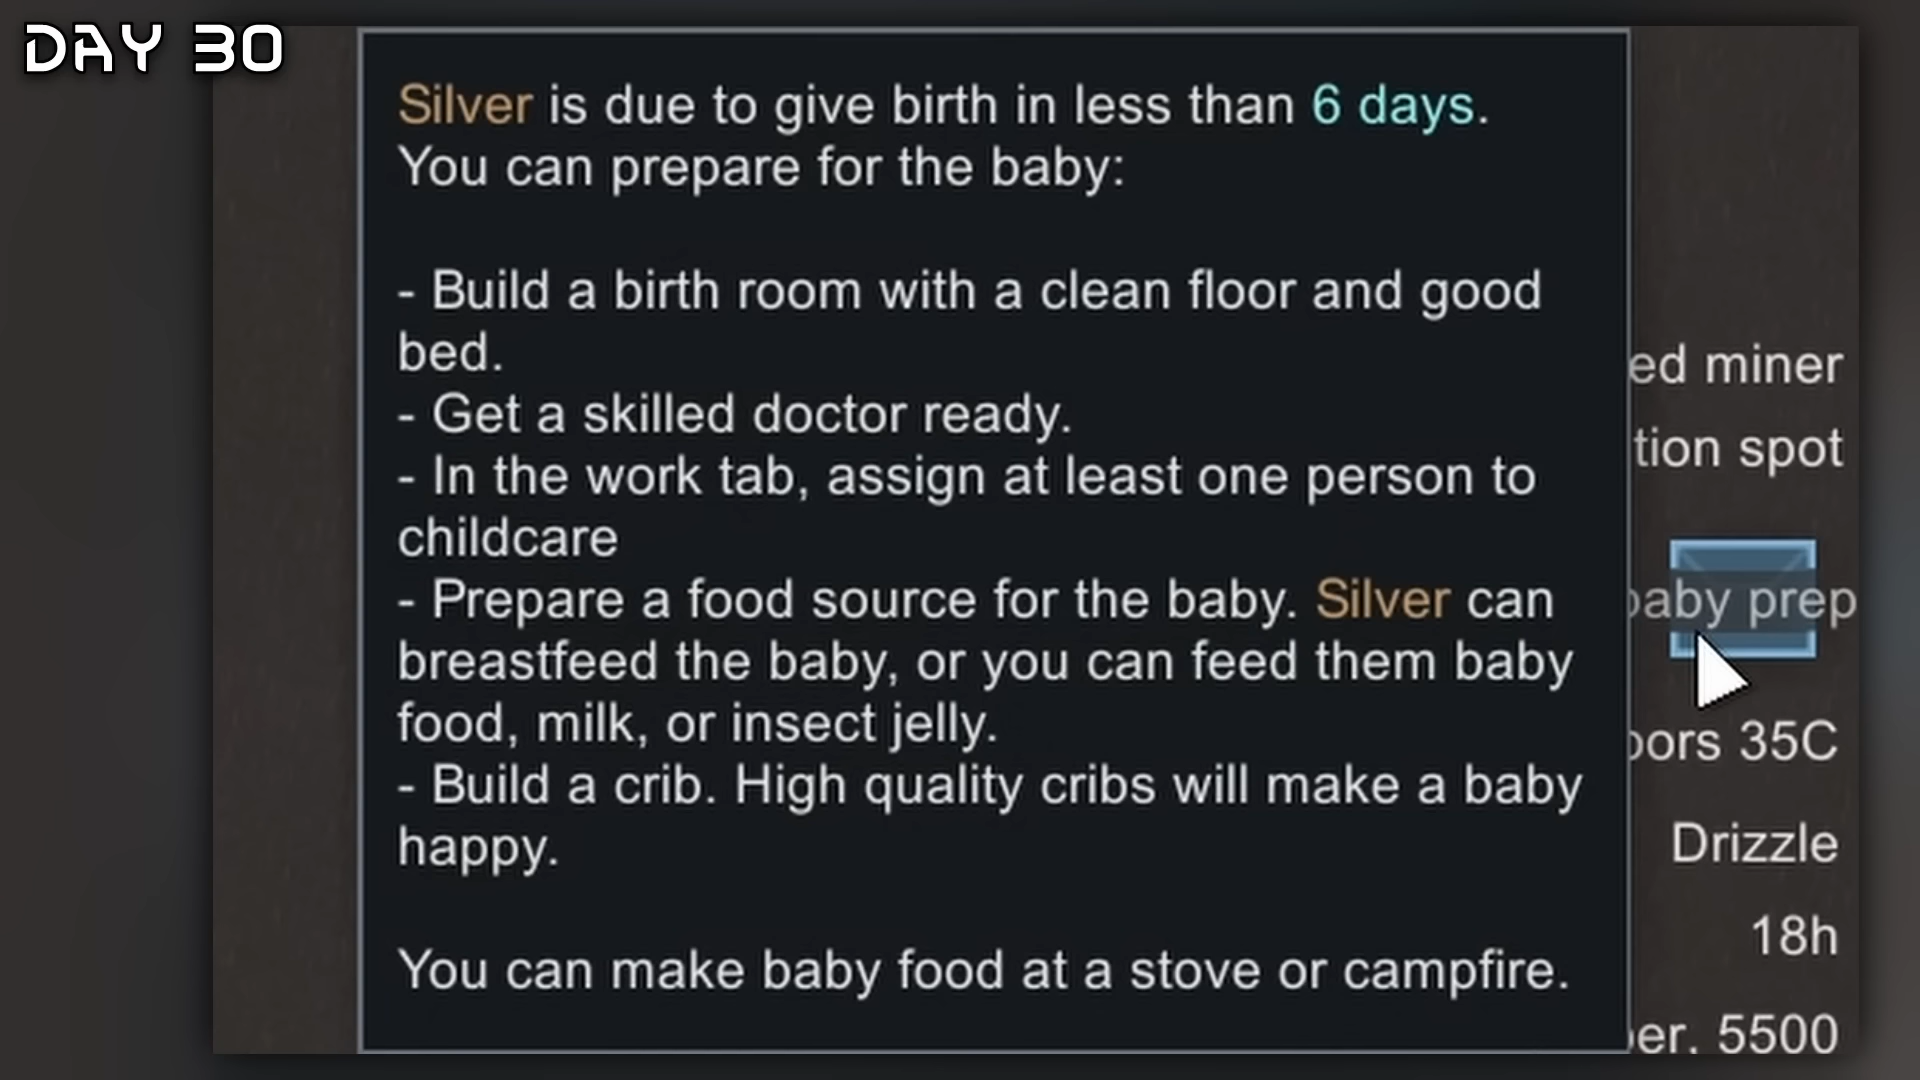 DAY 30
Silver is due to give birth in less than 6 days.
You can prepare for the baby:
- Build a birth room with a clean floor and good
bed.
- Get a skilled doctor ready.
- In the work tab, assign at least one person to
childcare
- Prepare a food source for the baby. Silver can
breastfeed the baby, or you can feed them baby
food, milk, or insect jelly.
- Build a crib. High quality cribs will make a baby
happy.
You can make baby food at a stove or campfire.
ed miner
tion spot
baby prep
oors 35C
Drizzle
18h
ber, 5500